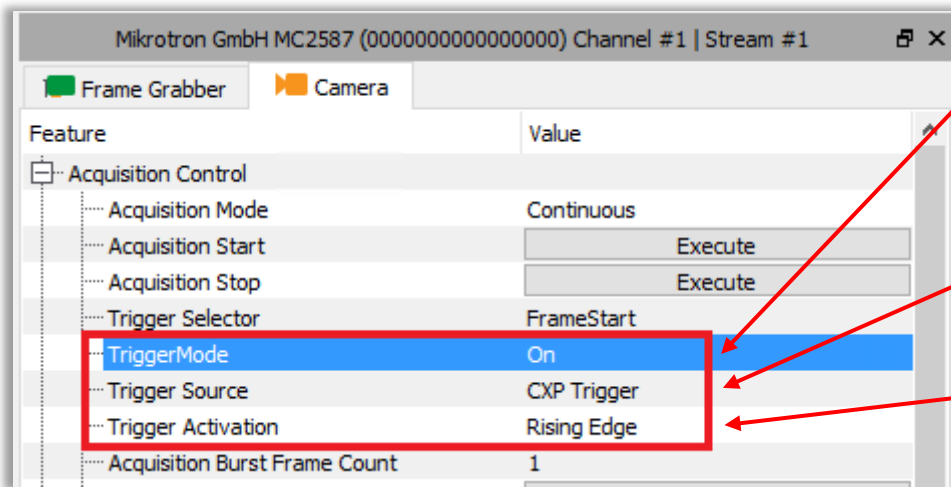 Mikrotron GmbH MC2587 (0000000000000000) Channel #1 | Stream #1
Frame Grabber Camera
Feature Value
Acquisition Control
Acquisition Mode Continuous
Acquisition Start Execute
Acquisition Stop Execute
Trigger Selector FrameStart
TriggerMode On
Trigger Source CXP Trigger
Trigger Activation Rising Edge
Acquisition Burst Frame Count 1